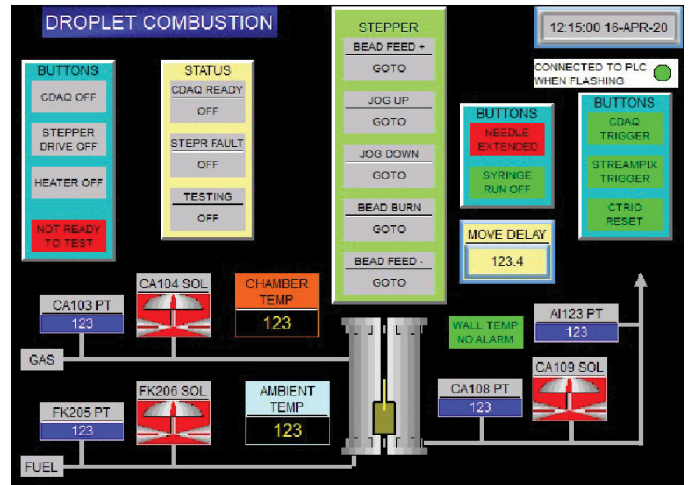 DROPLET COMBUSTION
12:15:00 16-APR-20
CONNECTED TO PLC
WHEN FLASHING
BUTTONS
CDAQ OFF
STEPPER
DRIVE OFF
HEATER OFF
NOT READY
TO TEST
STATUS
CDAQ READY
OFF
STEPR FAULT
OFF
TESTING
OFF
STEPPER
BEAD FEED +
GOTO
JOG UP
GOTO
JOG DOWN
GOTO
BEAD BURN
GOTO
BEAD FEED -
GOTO
BUTTONS
NEEDLE
EXTENDED
SYRINGE
RUN OFF
BUTTONS
CDAQ
TRIGGER
STREAMPIX
TRIGGER
CTRIO
RESET
MOVE DELAY
123.4
CA103 PT
123
CA104 SOL
CHAMBER
TEMP
123
GAS
WALL TEMP
NO ALARM
AI123 PT
123
FK205 PT
123
FK206 SOL
AMBIENT
TEMP
123
FUEL
CA108 PT
123
CA109 SOL